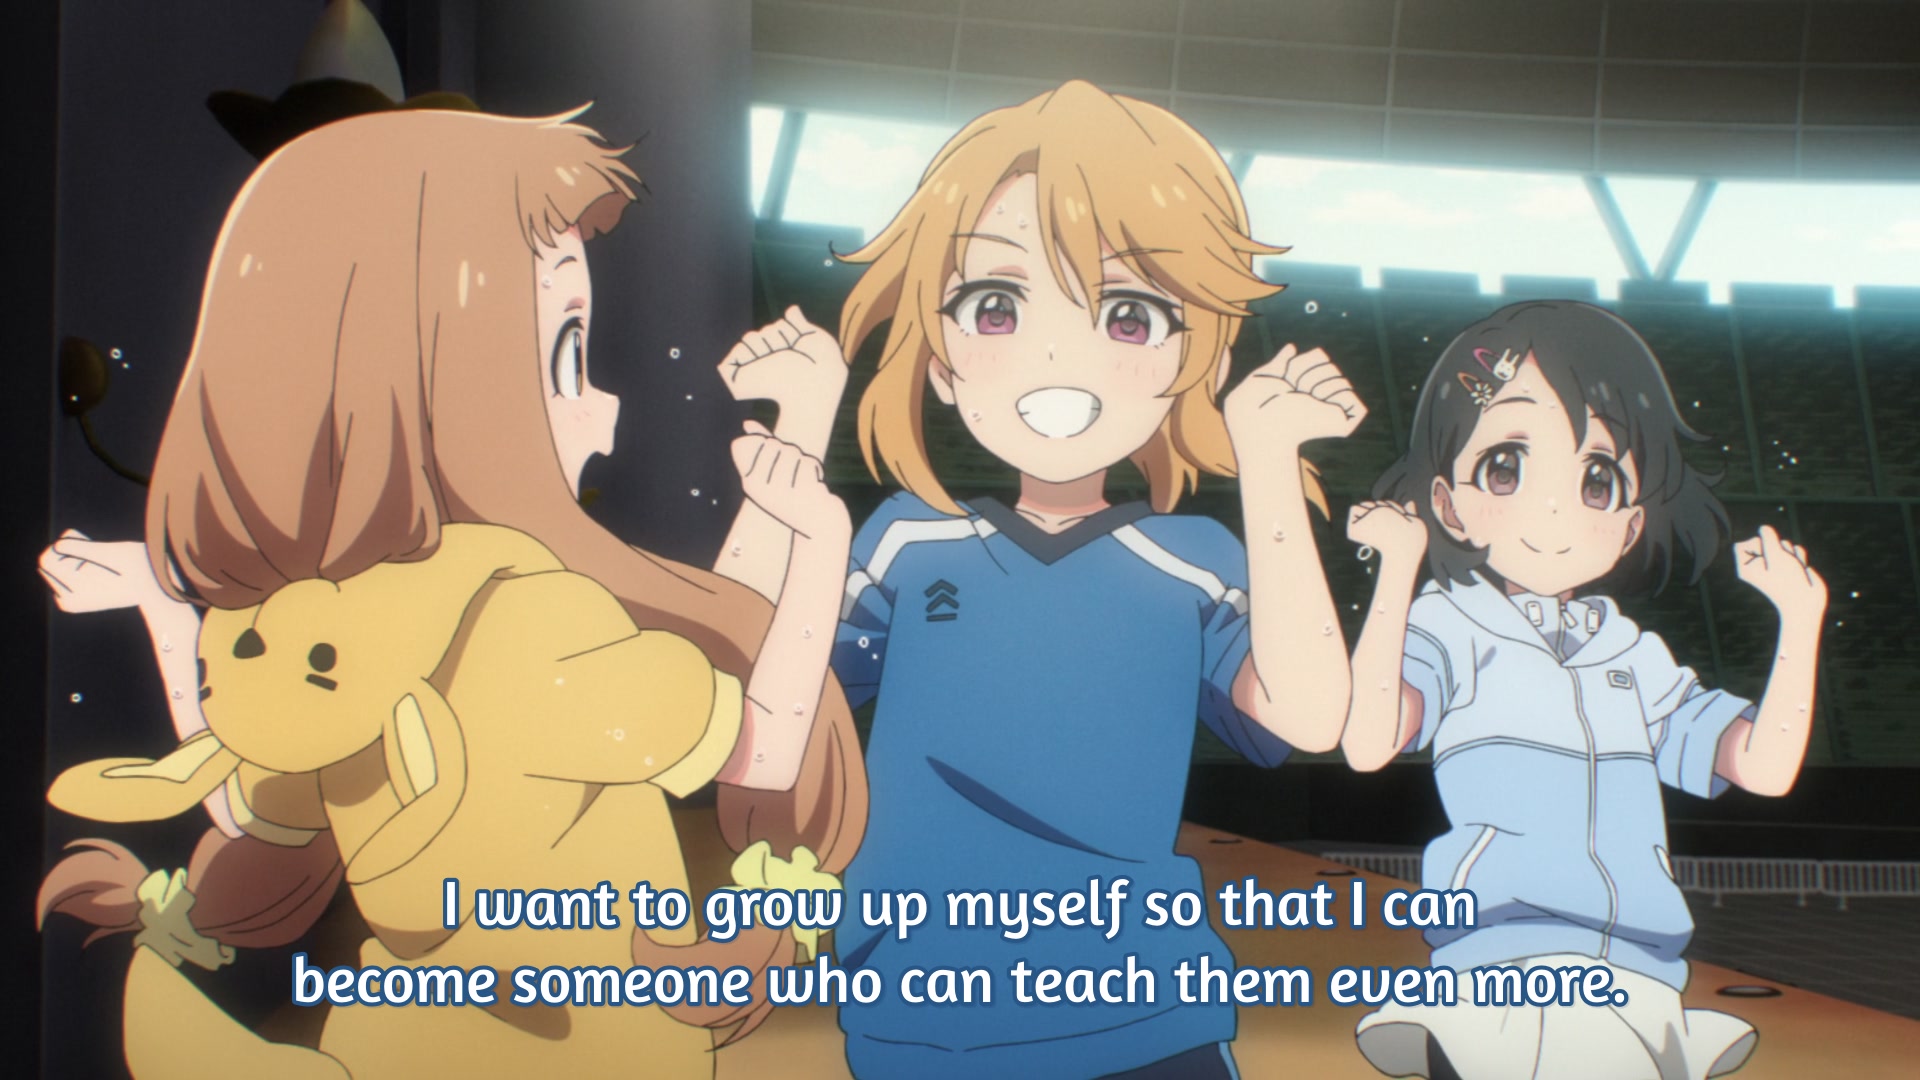 I want to grow up myself so that I can
become someone who can teach them even more.